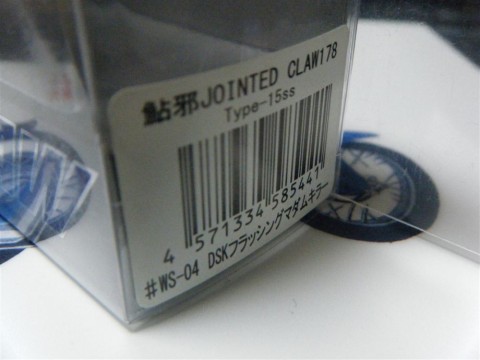 鮎邪JOINTED CLAW178
Type-15ss
4 571334 585441
#WS-04 DSKフラッシングマダムキラー